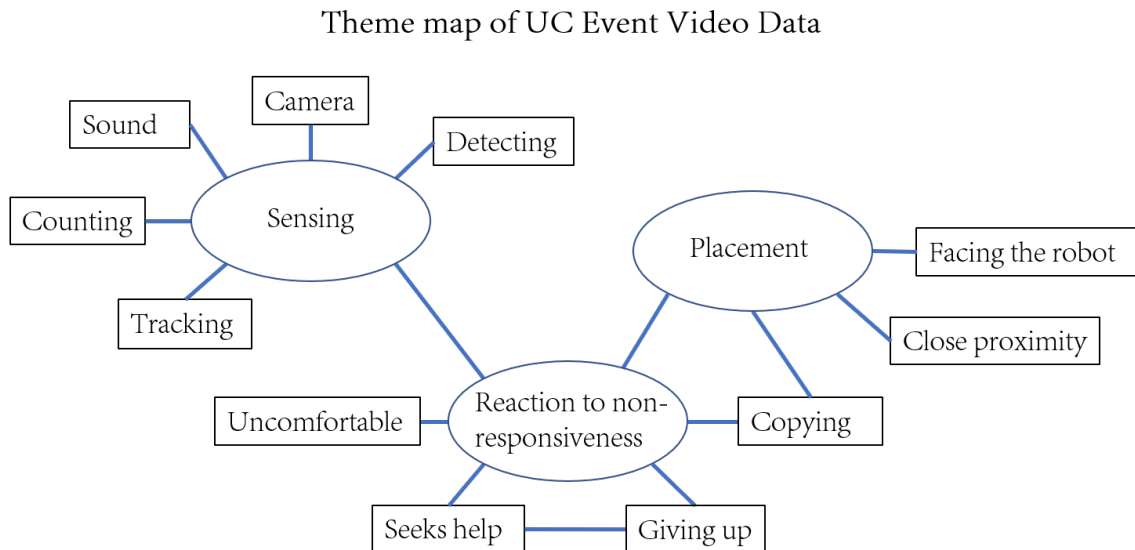 Theme map of UC Event Video Data
Camera
Sound
Detecting
Sensing
Counting
Placement
Facing the robot
Tracking
Close proximity
Reaction to non-
responsiveness
Uncomfortable
Copying
Seeks help
Giving up